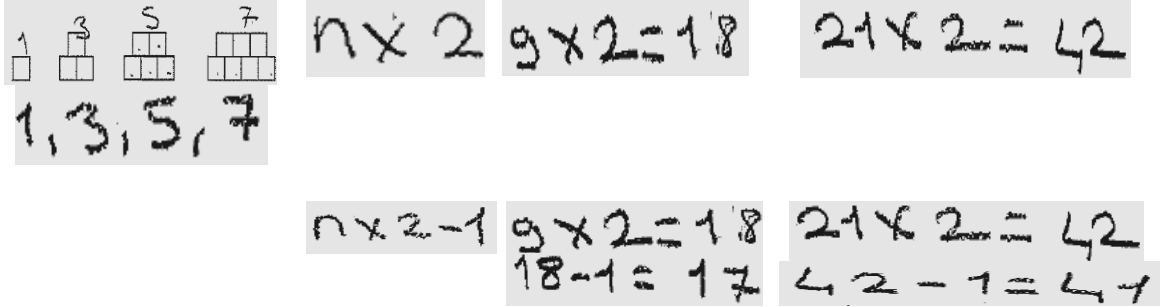 1 3 5 7
1, 3, 5, 7
n x 2
9 x 2 = 18
21 x 2 = 42
n x 2 - 1
9 x 2 = 18
18 - 1 = 17
21 x 2 = 42
42 - 1 = 41